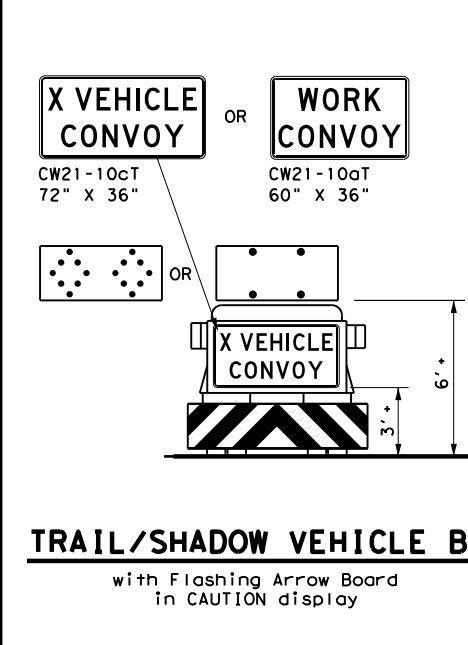 X VEHICLE
CONVOY
OR
WORK
CONVOY
CW21-10cT
72" X 36"
CW21-10aT
60" X 36"
OR
X VEHICLE
CONVOY
6' +
3' +
TRAIL/SHADOW VEHICLE B
with Flashing Arrow Board
in CAUTION display